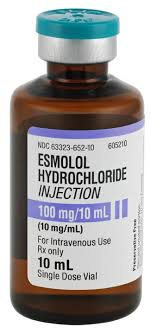 NDC 63323-652-10 605210
ESMOLOL
HYDROCHLORIDE
INJECTION
100 mg/10 mL
(10 mg/mL)
For Intravenous Use
Rx only
10 mL
Single Dose Vial
Preservative Free